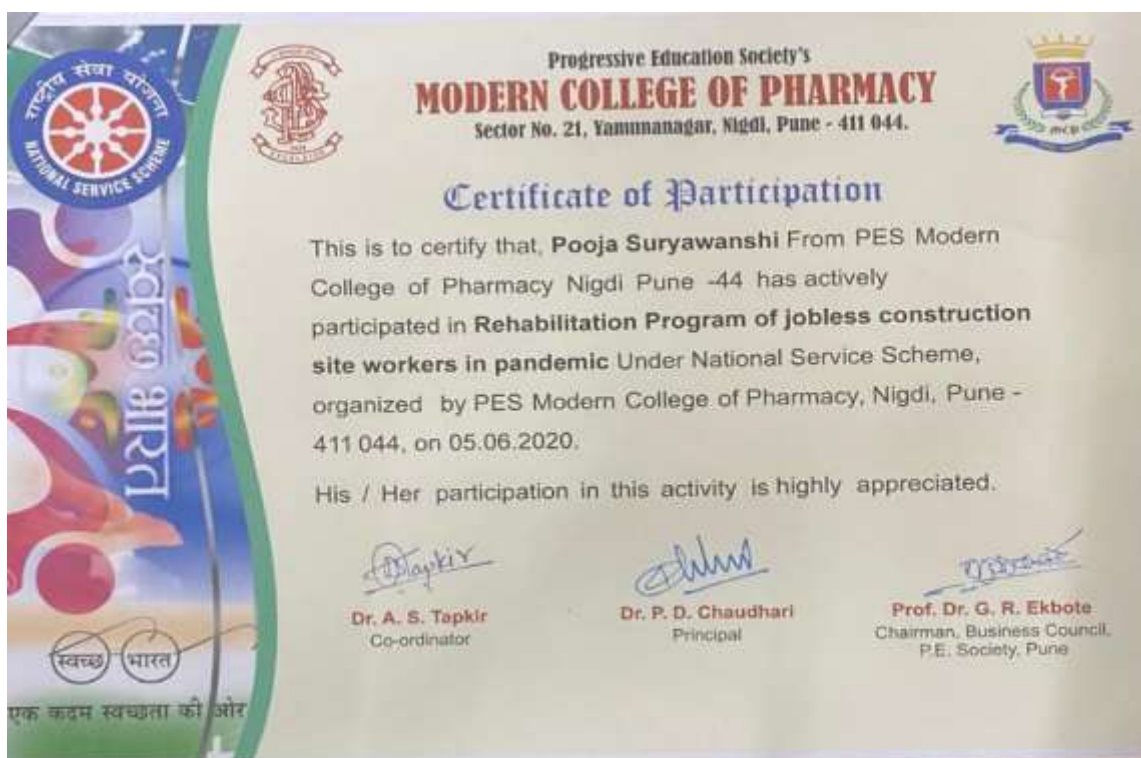 राष्ट्रीय सेवा योजना
NATIONAL SERVICE SCHEME
Progressive Education Society's
MODERN COLLEGE OF PHARMACY
Sector No. 21, Yamunanagar, Nigdi, Pune - 411 044.
mcp
Certificate of Participation
This is to certify that, Pooja Suryawanshi From PES Modern
College of Pharmacy Nigdi Pune -44 has actively
participated in Rehabilitation Program of jobless construction
site workers in pandemic Under National Service Scheme,
organized by PES Modern College of Pharmacy, Nigdi, Pune -
411 044, on 05.06.2020.
His / Her participation in this activity is highly appreciated.
Dr. A. S. Tapkir
Co-ordinator
Dr. P. D. Chaudhari
Principal
Prof. Dr. G. R. Ekbote
Chairman, Business Council,
P.E. Society, Pune
स्वच्छ भारत
स्वच्छ भारत
एक कदम स्वच्छता की ओर